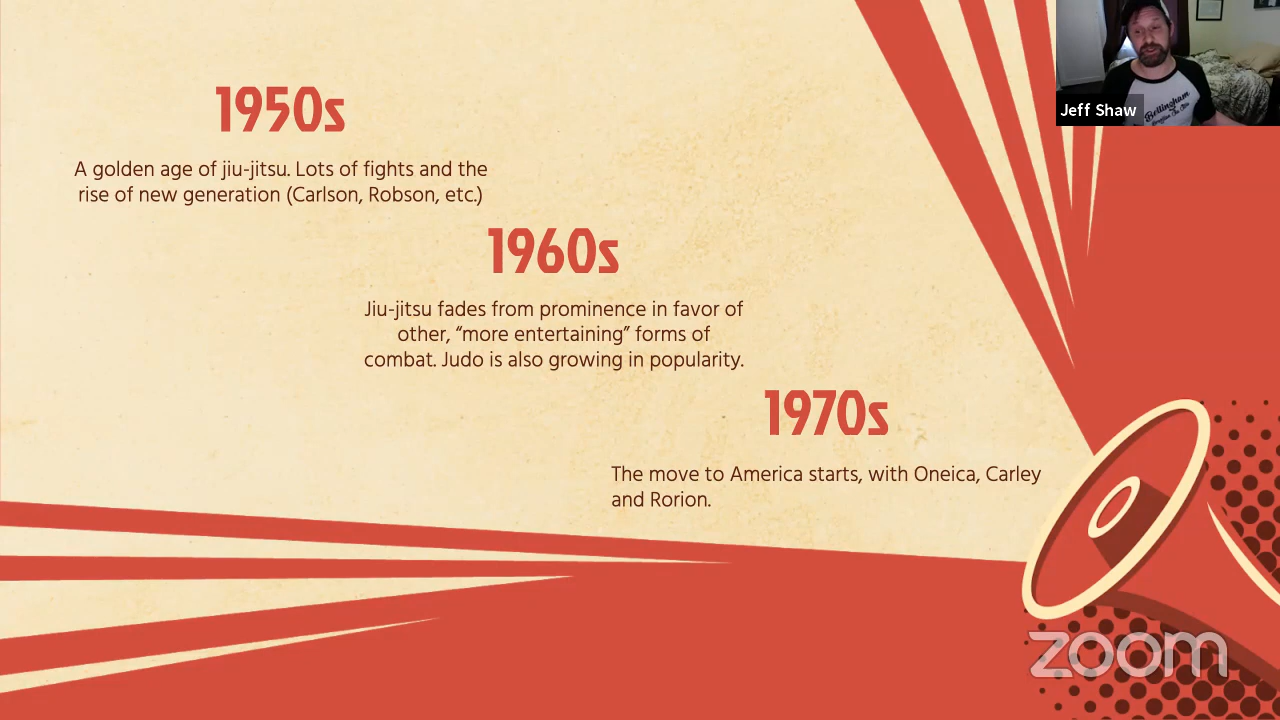 1950s
A golden age of jiu-jitsu. Lots of fights and the
rise of new generation (Carlson, Robson, etc.)
1960s
Jiu-jitsu fades from prominence in favor of
other, “more entertaining” forms of
combat. Judo is also growing in popularity.
1970s
The move to America starts, with Oneica, Carley
and Rorion.
Bellingham
Jeff Shaw
zoom